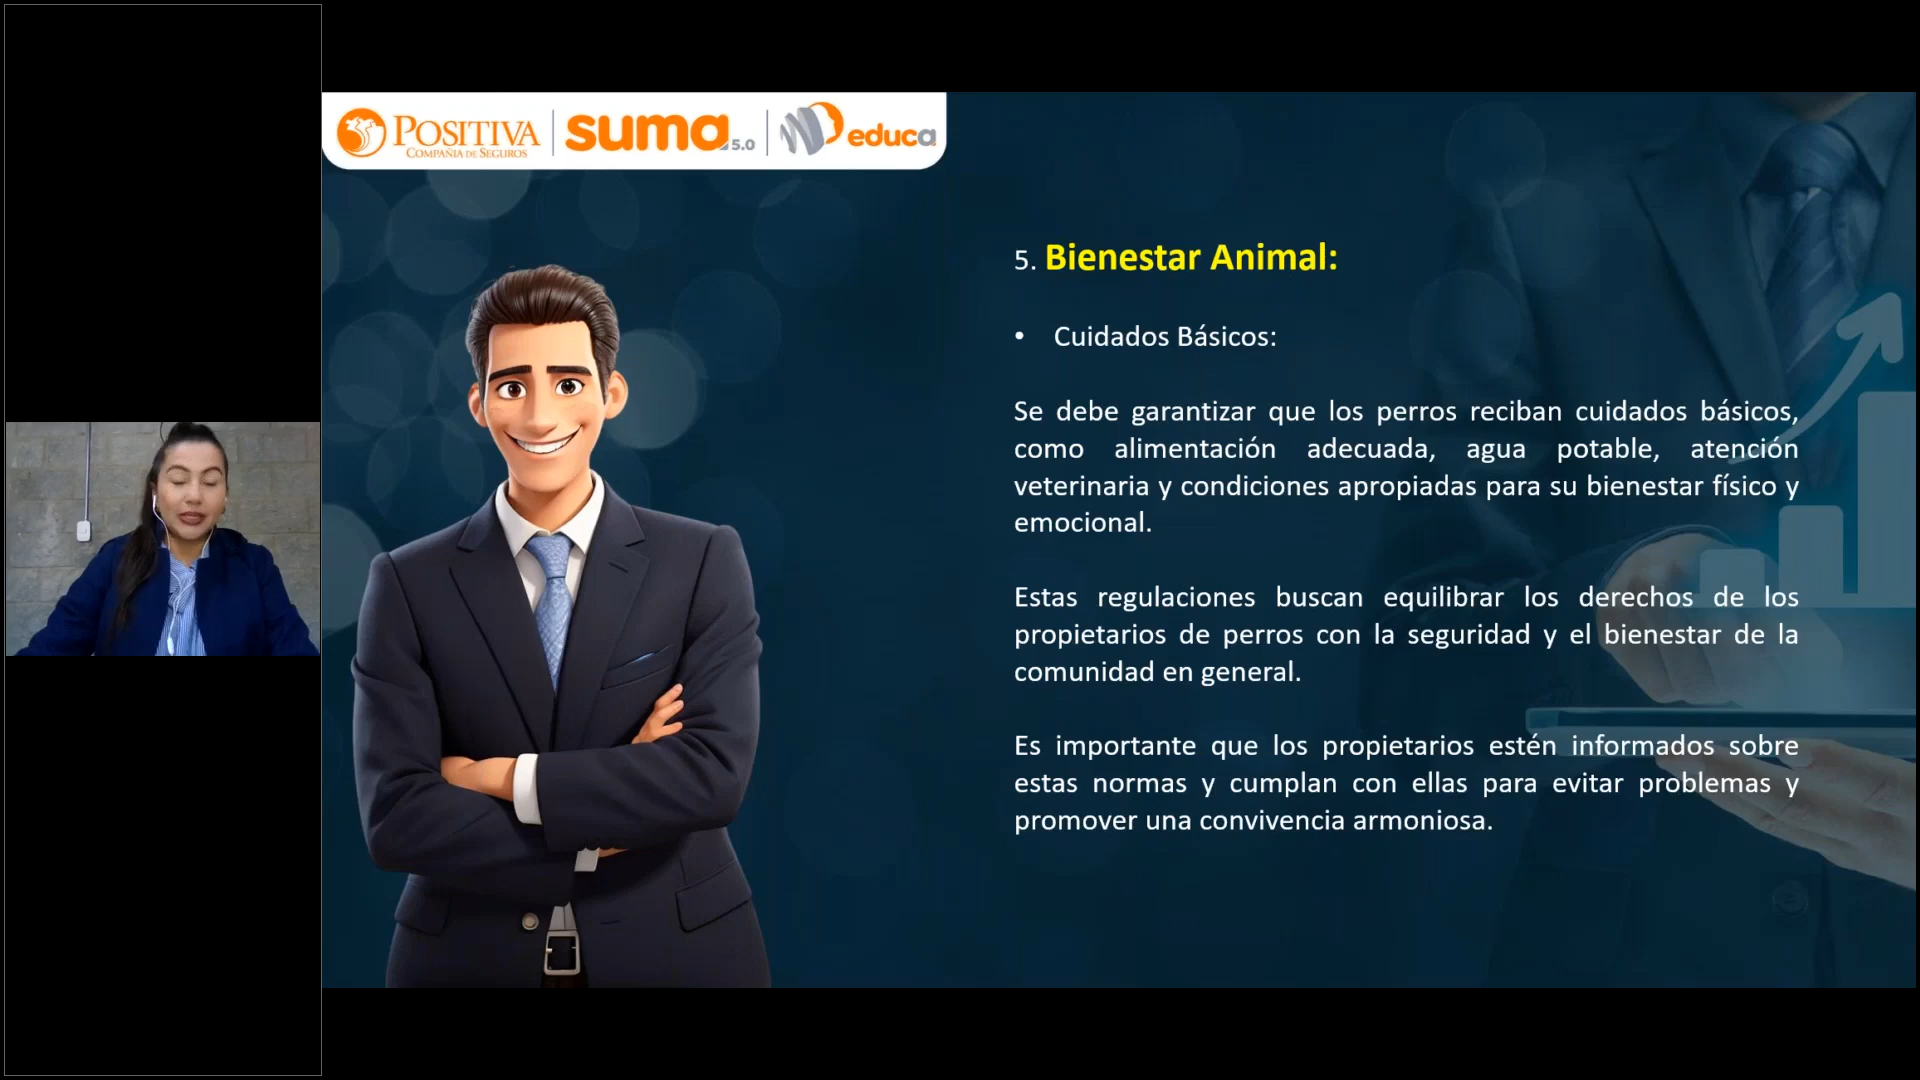 POSITIVA
COMPAÑIA DE SEGUROS
suma 5.0
educa
5. Bienestar Animal:
• Cuidados Básicos:
Se debe garantizar que los perros reciban cuidados básicos,
como alimentación adecuada, agua potable, atención
veterinaria y condiciones apropiadas para su bienestar físico y
emocional.
Estas regulaciones buscan equilibrar los derechos de los
propietarios de perros con la seguridad y el bienestar de la
comunidad en general.
Es importante que los propietarios estén informados sobre
estas normas y cumplan con ellas para evitar problemas y
promover una convivencia armoniosa.